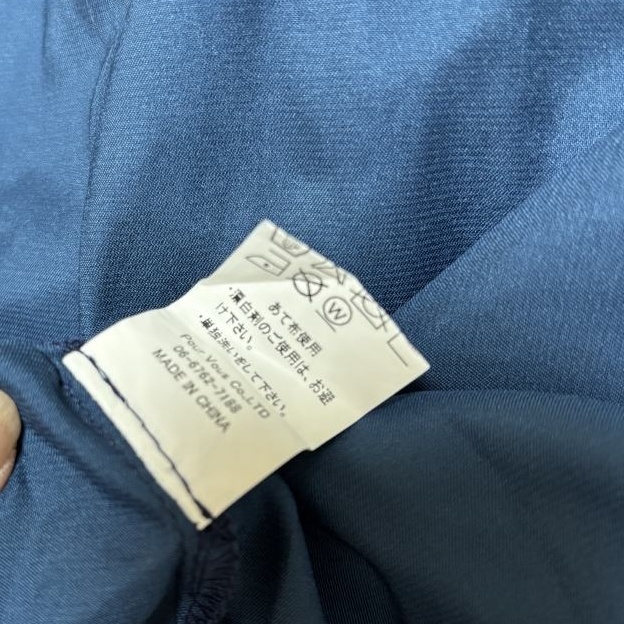 W
あて布使用
・漂白剤のご使用は、お避
け下さい。
・単独洗いをして下さい。
Pour Vous Co.,LTD
06-6762-7188
MADE IN CHINA